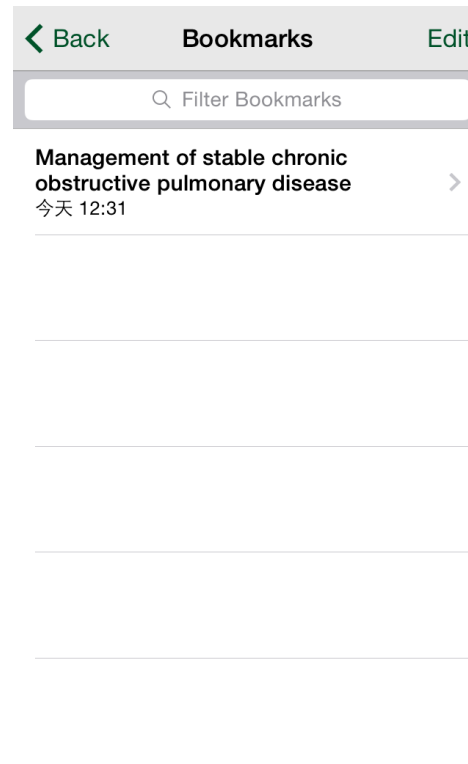 Back Bookmarks Edit
Filter Bookmarks
Management of stable chronic
obstructive pulmonary disease
今天 12:31